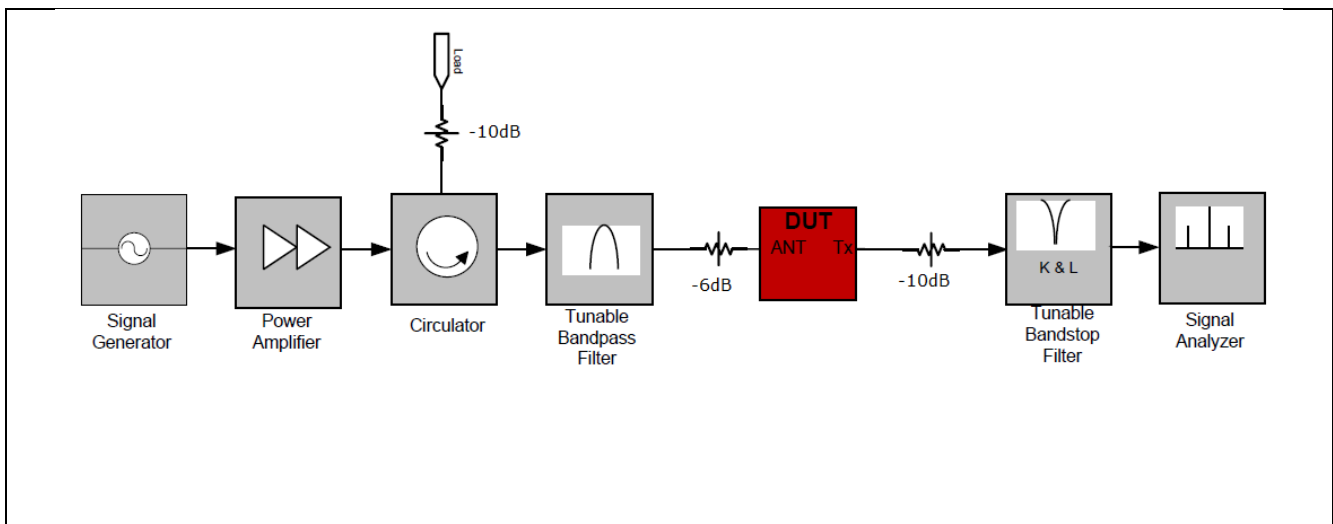 Load
-10dB
DUT
ANT Tx
-6dB
-10dB
K & L
Signal
Generator
Power
Amplifier
Circulator
Tunable
Bandpass
Filter
Tunable
Bandstop
Filter
Signal
Analyzer